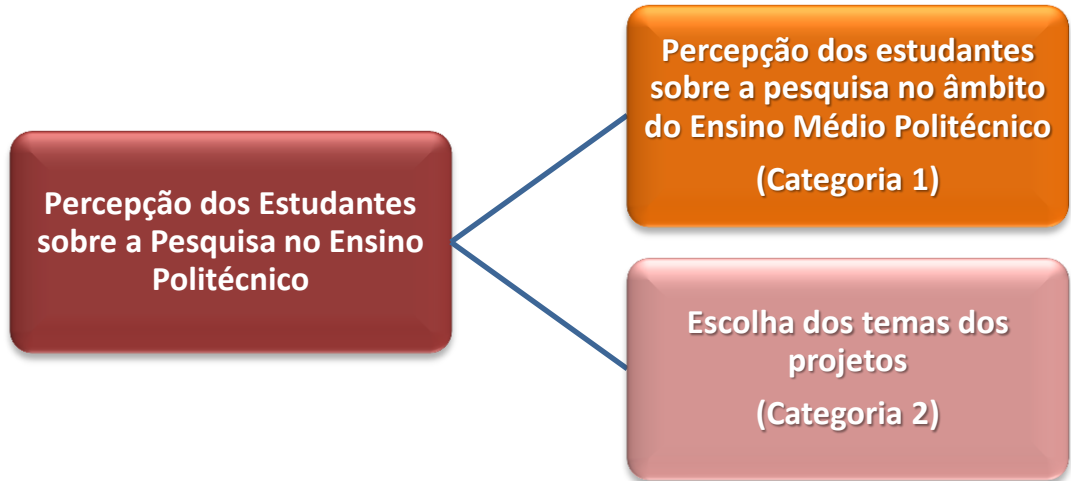 Percepção dos Estudantes
sobre a Pesquisa no Ensino
Politécnico
Percepção dos estudantes
sobre a pesquisa no âmbito
do Ensino Médio Politécnico
(Categoria 1)
Escolha dos temas dos
projetos
(Categoria 2)